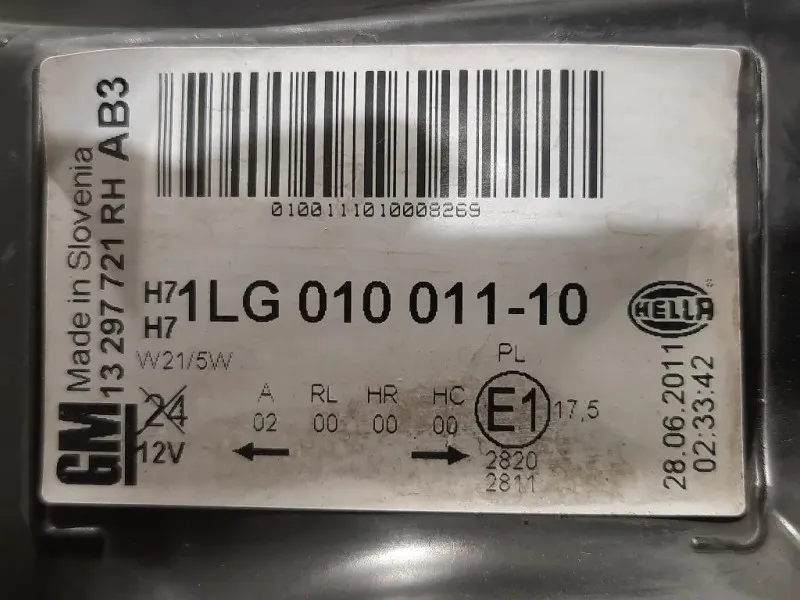 0100111010008269
Made in Slovenia
13 297 721 RH AB3
GM
H7
H7
1LG 010 011-10
HELLA
W21/5W
24
12V
A RL HR HC
02 00 00 00
PL
E1
17,5
2820
2811
28.06.2011
02:33:42